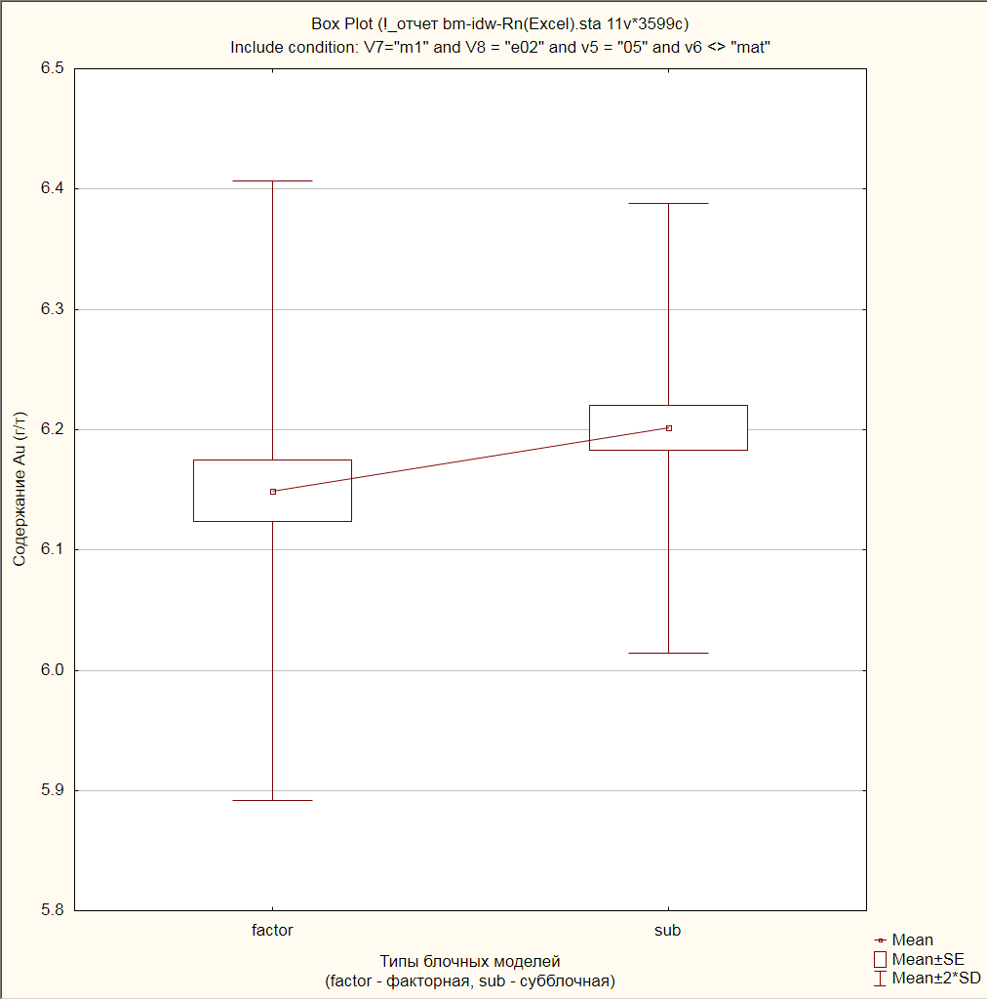 Box Plot (!_отчет bm-idw-Rn(Excel).sta 11v*3599c)
Include condition: V7="m1" and V8 = "e02" and v5 = "05" and v6 <> "mat"
6.5
6.4
6.3
6.2
6.1
6.0
5.9
5.8
Содержание Au (г/т)
factor
sub
Типы блочных моделей
(factor - факторная, sub - субблочная)
Mean
Mean±SE
Mean±2*SD